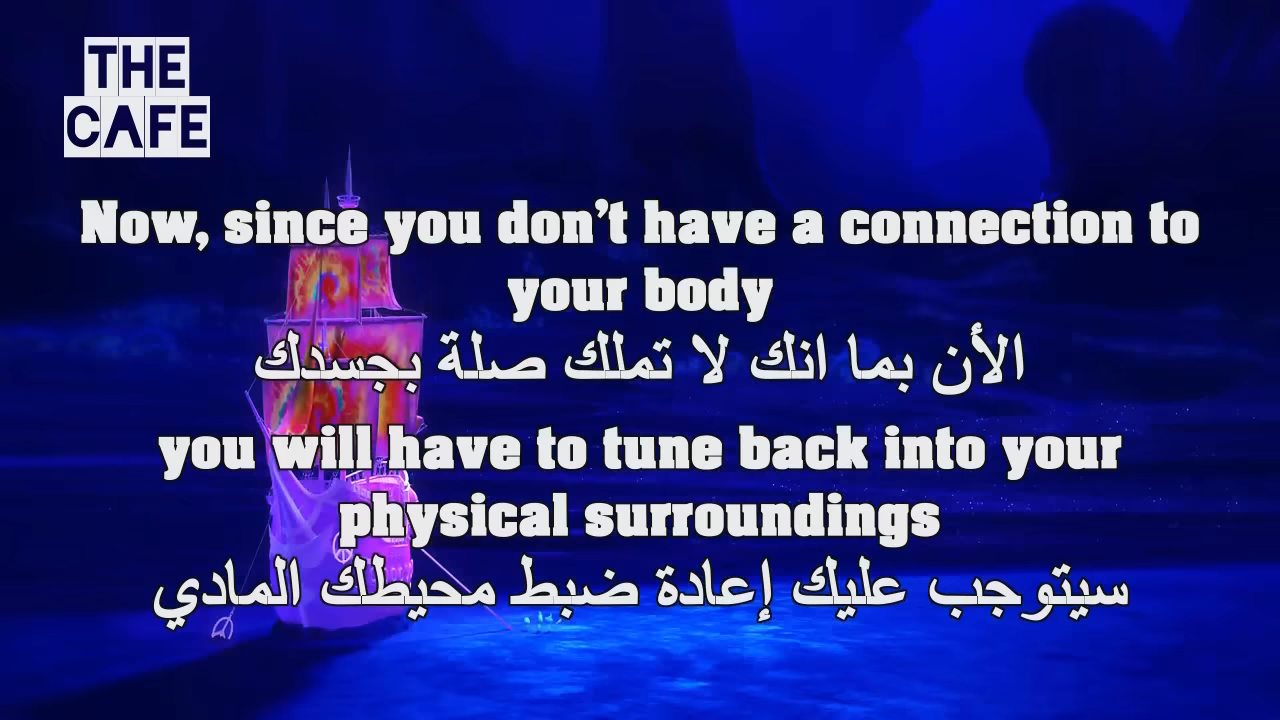 THE
CAFE
Now, since you don’t have a connection to
your body
الأن بما انك لا تملك صلة بجسدك
you will have to tune back into your
physical surroundings
سيتوجب عليك إعادة ضبط محيطك المادي